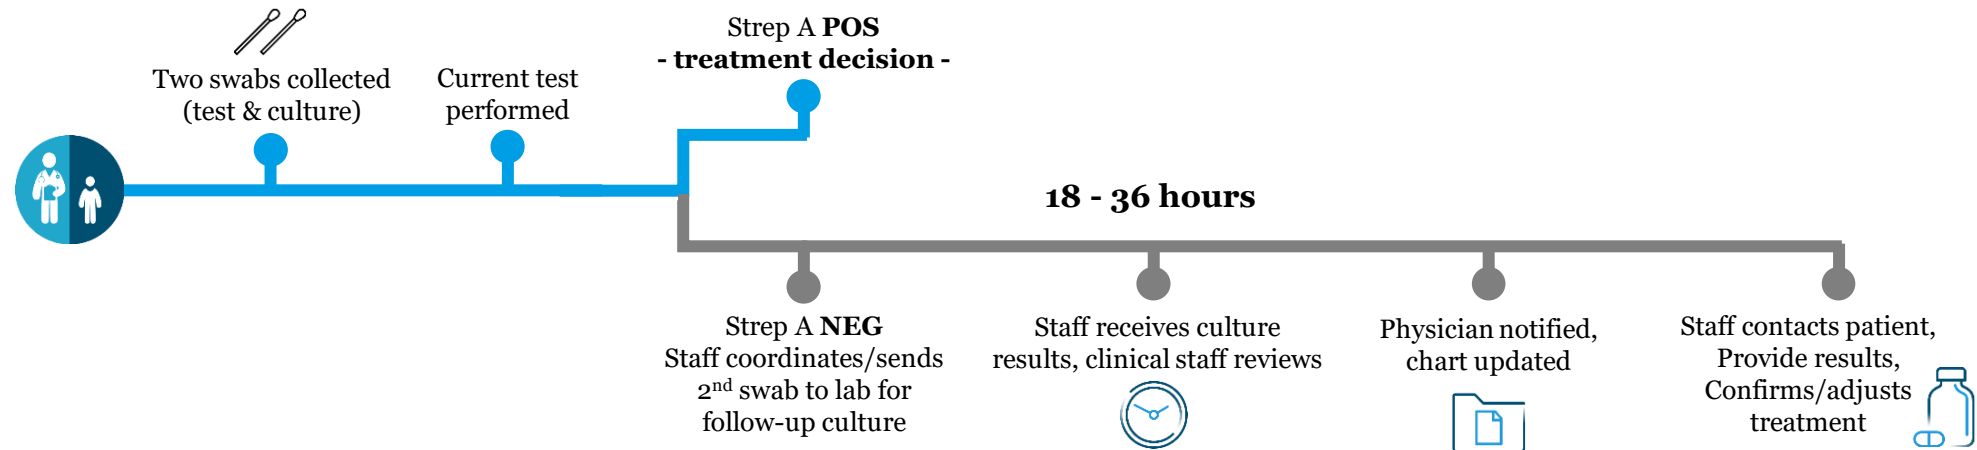 Two swabs collected
(test & culture)
Current test
performed
Strep A POS
- treatment decision -
18 - 36 hours
Strep A NEG
Staff coordinates/sends
2nd swab to lab for
follow-up culture
Staff receives culture
results, clinical staff reviews
Physician notified,
chart updated
Staff contacts patient,
Provide results,
Confirms/adjusts
treatment